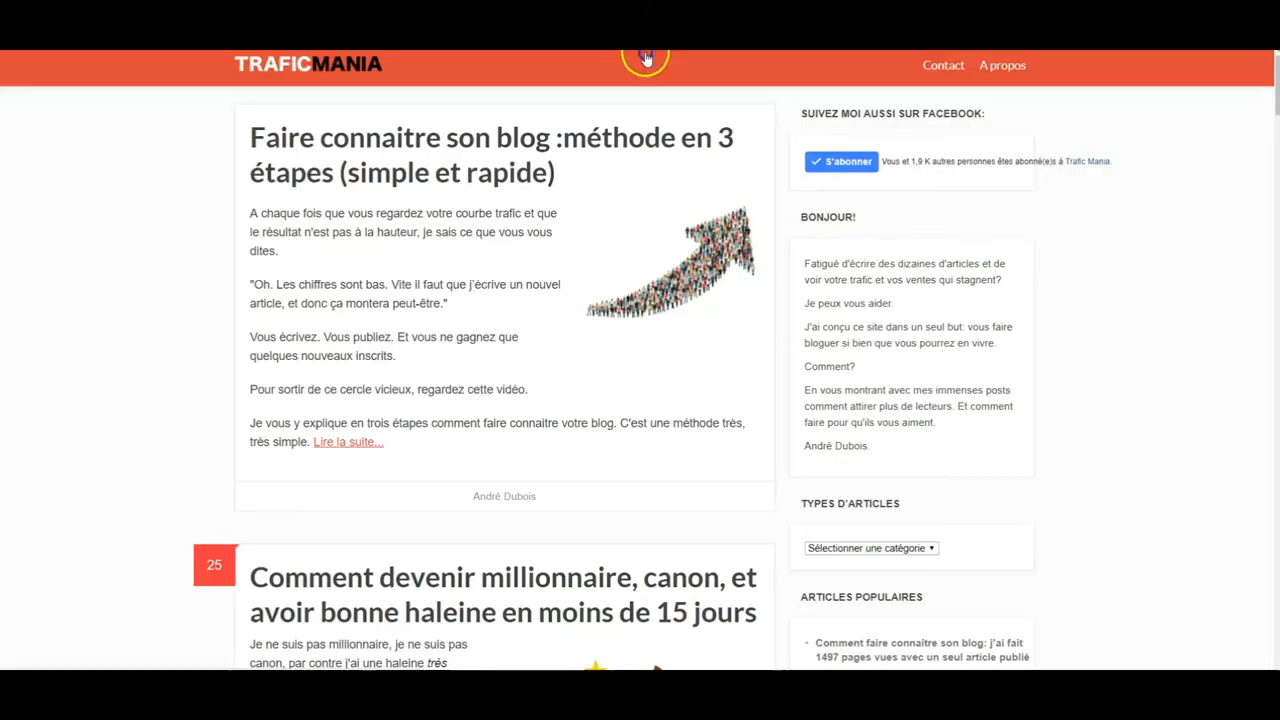 TRAFICMANIA
Contact
A propos
Faire connaitre son blog :méthode en 3
étapes (simple et rapide)
A chaque fois que vous regardez votre courbe trafic et que
le résultat n'est pas à la hauteur, je sais ce que vous vous
dites.
"Oh. Les chiffres sont bas. Vite il faut que j'écrive un nouvel
article, et donc ça montera peut-être."
Vous écrivez. Vous publiez. Et vous ne gagnez que
quelques nouveaux inscrits.
Pour sortir de ce cercle vicieux, regardez cette vidéo.
Je vous y explique en trois étapes comment faire connaitre votre blog. C'est une méthode très,
très simple. Lire la suite...
André Dubois
25
Comment devenir millionnaire, canon, et
avoir bonne haleine en moins de 15 jours
Je ne suis pas millionnaire, je ne suis pas
canon, par contre j'ai une haleine très
SUIVEZ MOI AUSSI SUR FACEBOOK:
S'abonner
Vous et 1,9 K autres personnes êtes abonné(e)s à Trafic Mania.
BONJOUR!
Fatigué d'écrire des dizaines d'articles et de
voir votre trafic et vos ventes qui stagnent?
Je peux vous aider.
J'ai conçu ce site dans un seul but: vous faire
bloguer si bien que vous pourrez en vivre.
Comment?
En vous montrant avec mes immenses posts
comment attirer plus de lecteurs. Et comment
faire pour qu'ils vous aiment.
André Dubois.
TYPES D'ARTICLES
Sélectionner une catégorie
ARTICLES POPULAIRES
Comment faire connaître son blog: j'ai fait
1497 pages vues avec un seul article publié